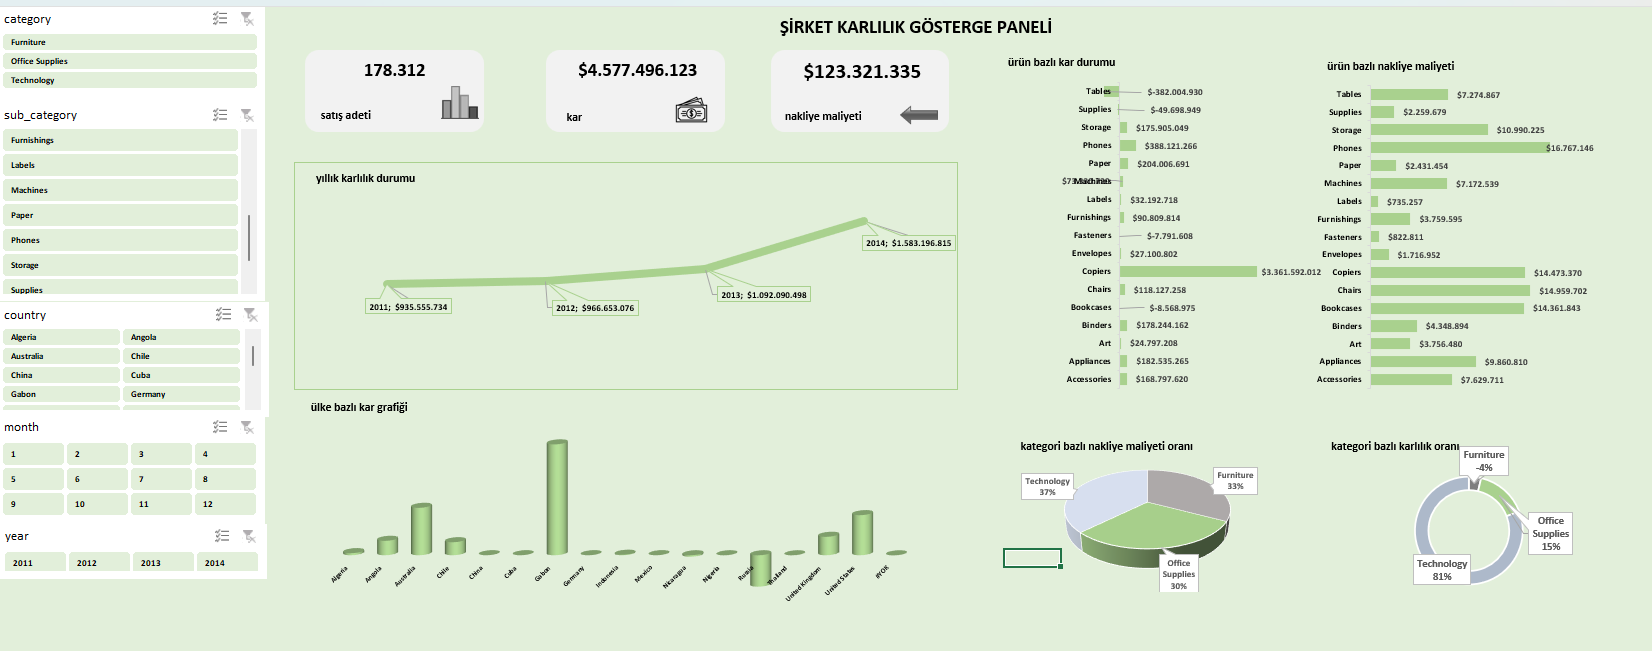 ŞİRKET KARLILIK GÖSTERGE PANELİ
category
Furniture
Office Supplies
Technology
sub_category
Furnishings
Labels
Machines
Paper
Phones
Storage
Supplies
country
Algeria
Angola
Australia
Chile
China
Cuba
Gabon
Germany
month
1
2
3
4
5
6
7
8
9
10
11
12
year
2011
2012
2013
2014
178.312
satış adeti
$4.577.496.123
kar
$123.321.335
nakliye maliyeti
yıllık karlılık durumu
2011; $935.555.734
2012; $966.653.076
2013; $1.092.090.498
2014; $1.583.196.815
ülke bazlı kar grafiği
Algeria
Angola
Australia
Chile
China
Cuba
Gabon
Germany
Indonesia
Mexico
Nicaragua
Nigeria
Russia
Thailand
United Kingdom
United States
#YOK
ürün bazlı kar durumu
Tables $-382.004.930
Supplies $-49.698.949
Storage $175.905.049
Phones $388.121.266
Paper $204.006.691
Machines
Labels $32.192.718
Furnishings $90.809.814
Fasteners $-7.791.608
Envelopes $27.100.802
Copiers $3.361.592.012
Chairs $118.127.258
Bookcases $-8.568.975
Binders $178.244.162
Art $24.797.208
Appliances $182.535.265
Accessories $168.797.620
ürün bazlı nakliye maliyeti
Tables $7.274.867
Supplies $2.259.679
Storage $10.990.225
Phones $16.767.146
Paper $2.431.454
Machines $7.172.539
Labels $735.257
Furnishings $3.759.595
Fasteners $822.811
Envelopes $1.716.952
Copiers $14.473.370
Chairs $14.959.702
Bookcases $14.361.843
Binders $4.348.894
Art $3.756.480
Appliances $9.860.810
Accessories $7.629.711
kategori bazlı nakliye maliyeti oranı
Technology
37%
Furniture
33%
Office
Supplies
30%
kategori bazlı karlılık oranı
Furniture
-4%
Office
Supplies
15%
Technology
81%